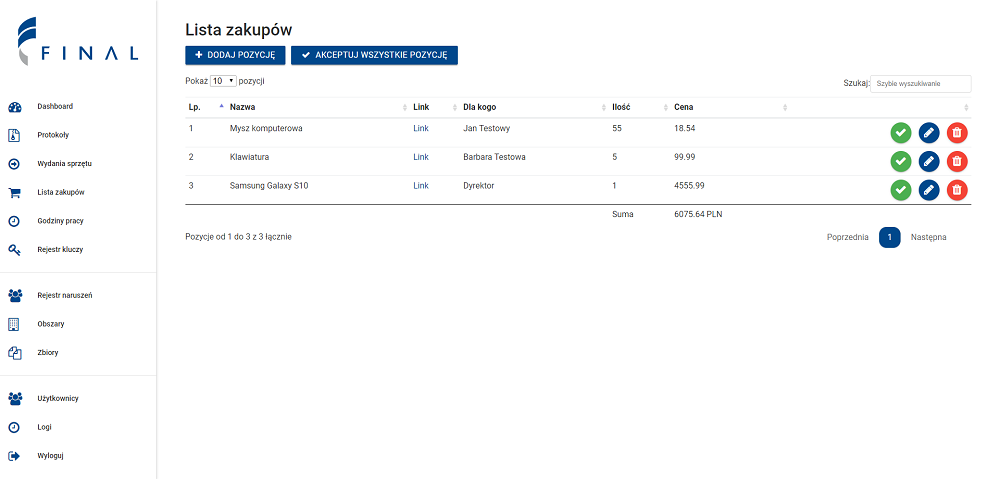 FINAL
Dashboard
Protokoły
Wydania sprzętu
Lista zakupów
Godziny pracy
Rejestr kluczy
Rejestr naruszeń
Obszary
Zbiory
Użytkownicy
Logi
Wyloguj
Lista zakupów
DODAJ POZYCJĘ AKCEPTUJ WSZYSTKIE POZYCJĘ
Pokaż 10 pozycji Szukaj: Szybie wyszukiwanie
Lp. Nazwa Link Dla kogo Ilość Cena
1 Mysz komputerowa Link Jan Testowy 55 18.54
2 Klawiatura Link Barbara Testowa 5 99.99
3 Samsung Galaxy S10 Link Dyrektor 1 4555.99
Suma 6075.64 PLN
Pozycje od 1 do 3 z 3 łącznie Poprzednia 1 Następna